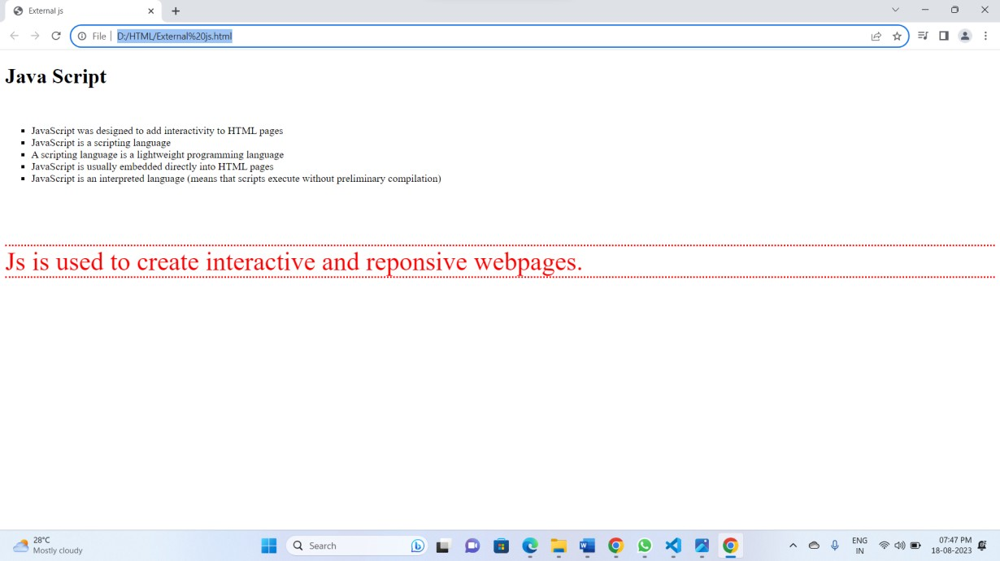 External js
File
D:/HTML/External%20js.html
Java Script
JavaScript was designed to add interactivity to HTML pages
JavaScript is a scripting language
A scripting language is a lightweight programming language
JavaScript is usually embedded directly into HTML pages
JavaScript is an interpreted language (means that scripts execute without preliminary compilation)
Js is used to create interactive and reponsive webpages.
28°C
Mostly cloudy
Search
ENG
IN
07:47 PM
18-08-2023